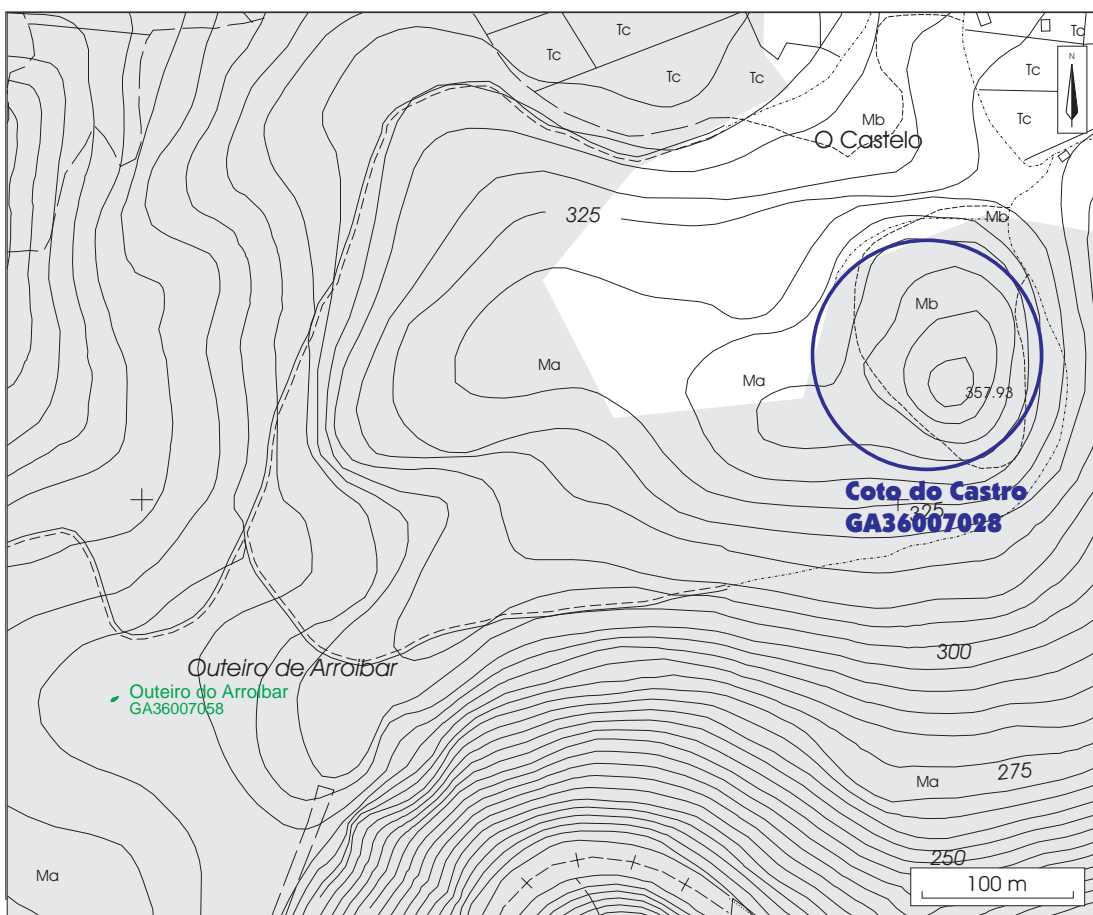 Tc
Tc
Tc
Tc
Tc
Tc
Tc
N
Mb
O Castelo
325
Mb
Mb
Ma
Ma
357.93
Coto do Castro
GA36007028
325
Outeiro de Arroibar
Outeiro do Arroibar
GA36007058
300
Ma
275
250
Ma
100 m